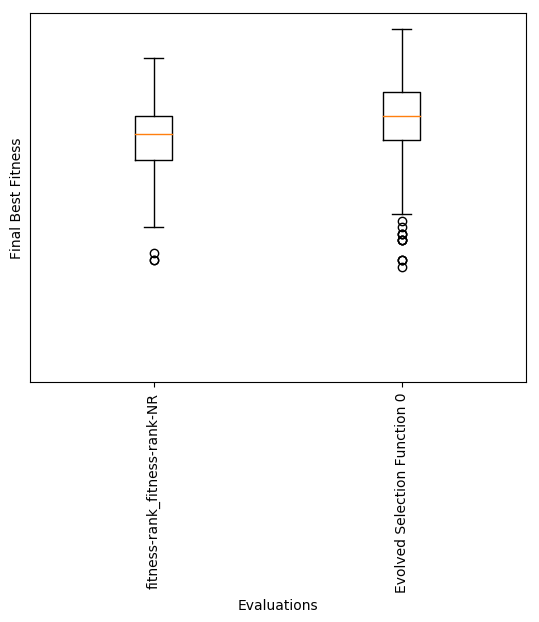 Final Best Fitness
fitness-rank_fitness-rank-NR
Evolved Selection Function 0
Evaluations